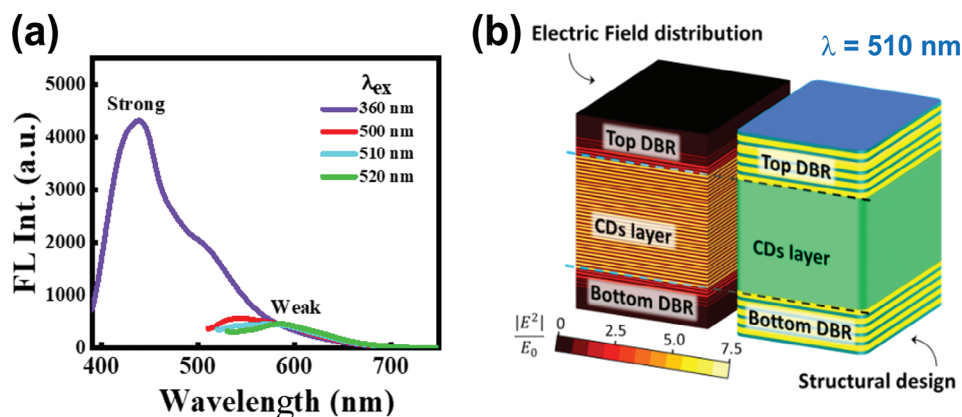 (a)
FL Int. (a.u.)
5000
4000
3000
2000
1000
0
Strong
Weak
λex
360 nm
500 nm
510 nm
520 nm
400
500
600
700
Wavelength (nm)
(b)
Electric Field distribution
λ = 510 nm
Top DBR
CDs layer
Bottom DBR
Top DBR
CDs layer
Bottom DBR
|E²|
E₀
0
2.5
5
7.5
Structural design